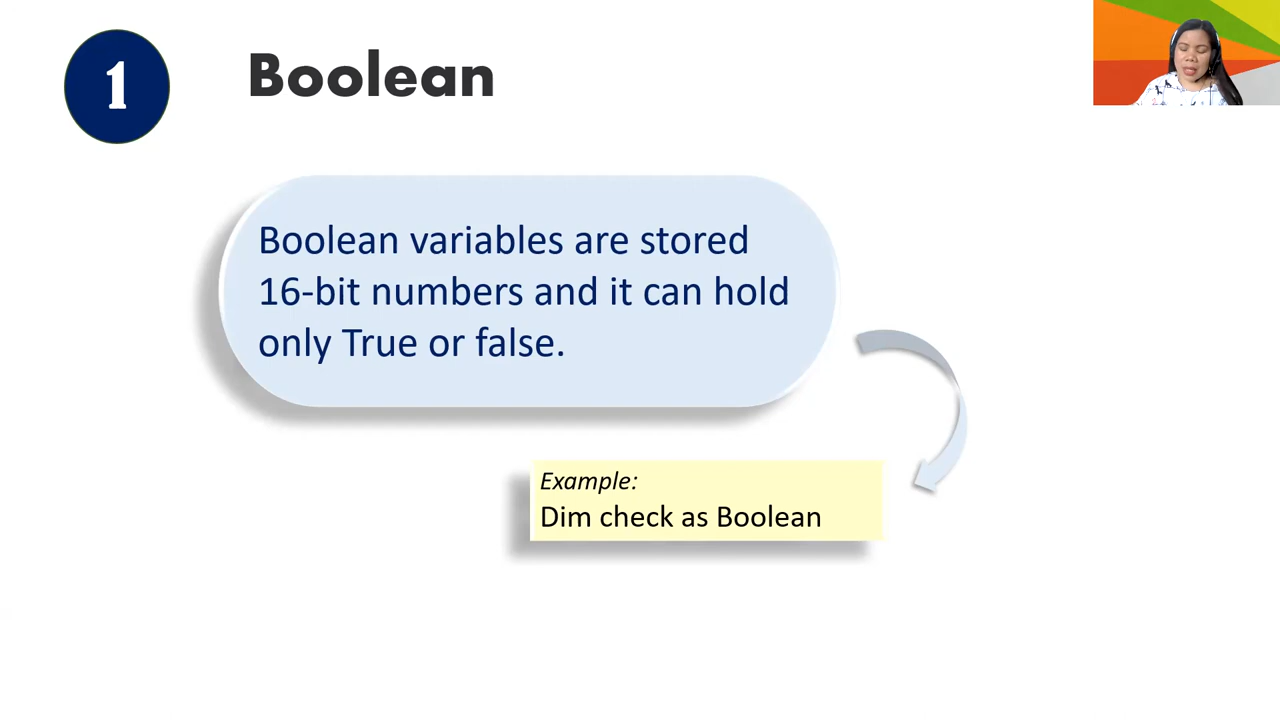 1
Boolean
Boolean variables are stored
16-bit numbers and it can hold
only True or false.
Example:
Dim check as Boolean